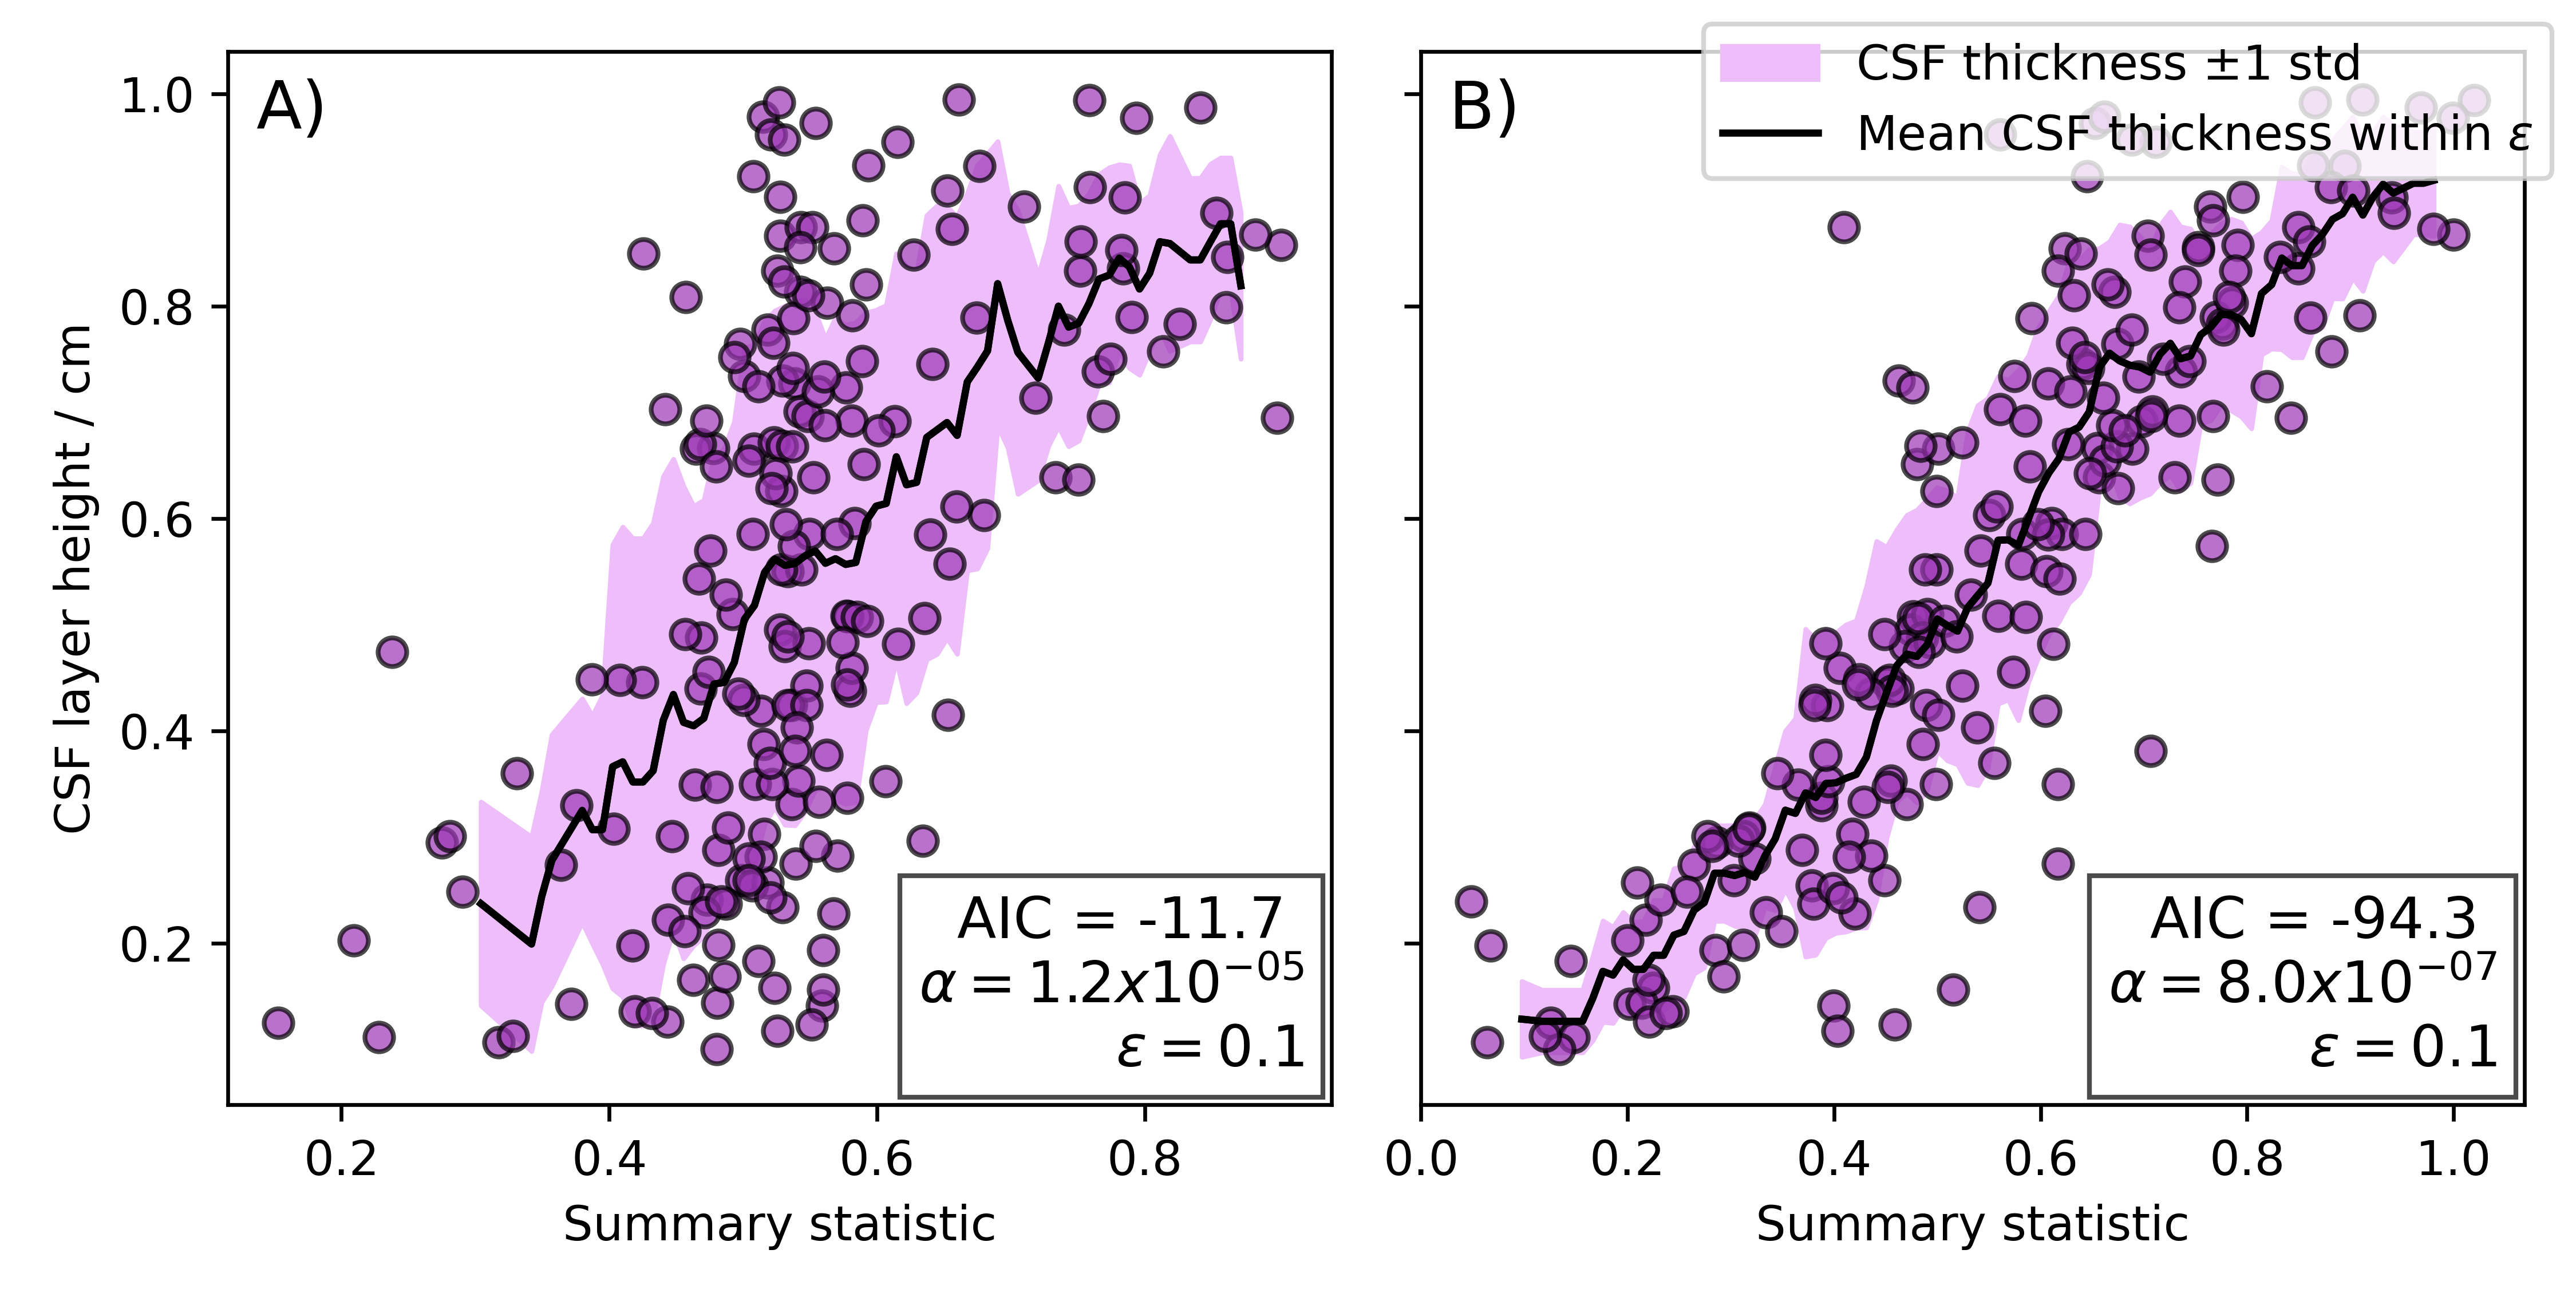 A)
B)
CSF thickness ±1 std
Mean CSF thickness within ε
1.0
0.8
0.6
0.4
0.2
CSF layer height / cm
AIC = -11.7
α = 1.2x10⁻⁰⁵
ε = 0.1
AIC = -94.3
α = 8.0x10⁻⁰⁷
ε = 0.1
0.2 0.4 0.6 0.8
0.0 0.2 0.4 0.6 0.8 1.0
Summary statistic
Summary statistic